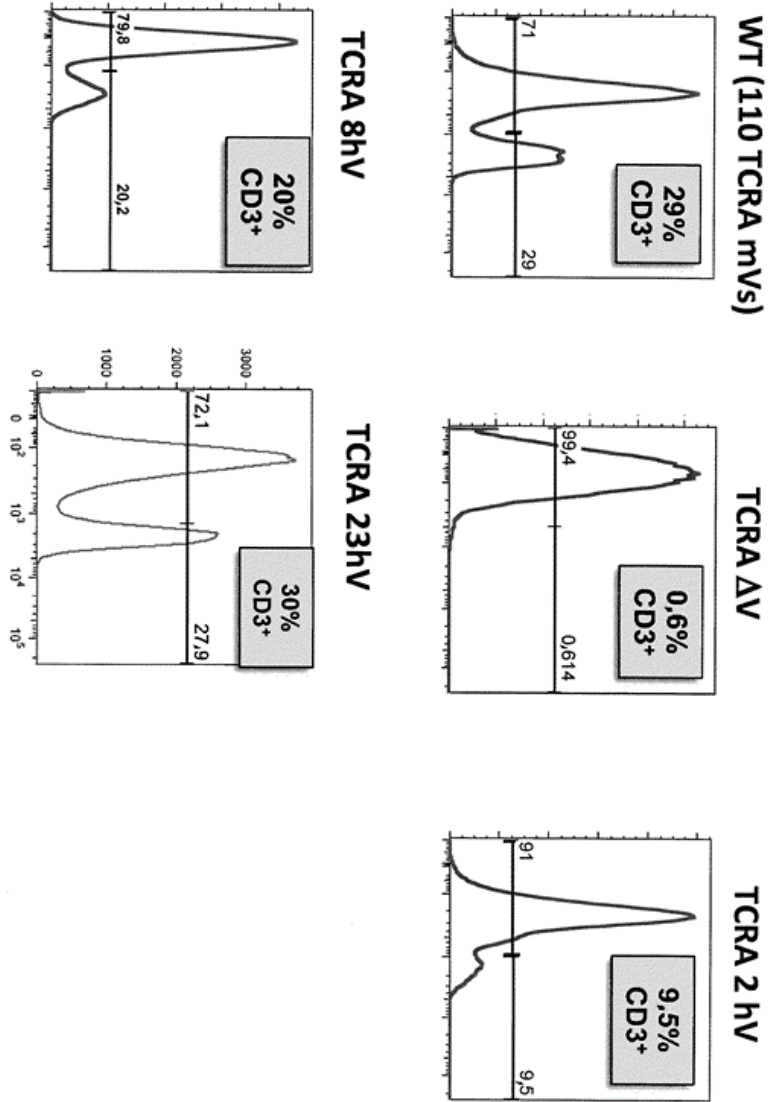 WT (110 TCRA mVs)
71
29
29%
CD3⁺
TCRA ΔV
99,4
0,614
0,6%
CD3⁺
TCRA 2 hV
91
9,5
9,5%
CD3⁺
TCRA 8hV
79,8
20,2
20%
CD3⁺
TCRA 23hV
3000
2000
1000
0
72,1
27,9
30%
CD3⁺
0 10² 10³ 10⁴ 10⁵